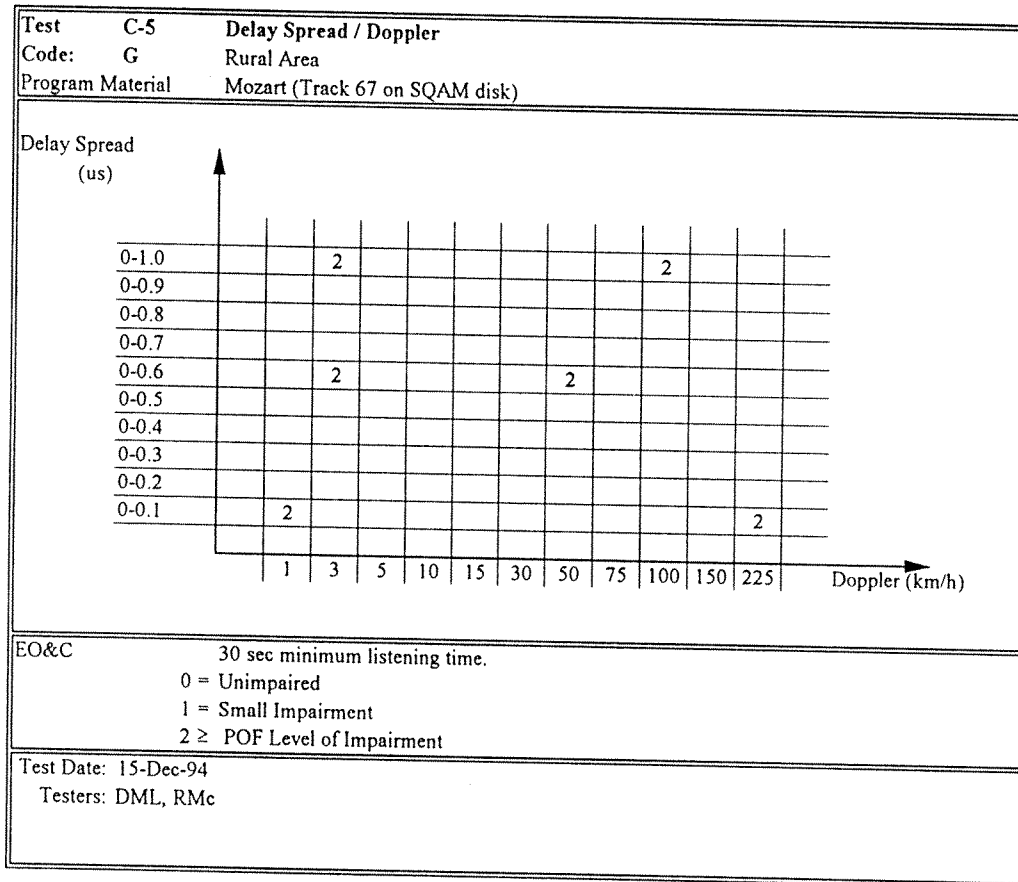 Test C-5 Delay Spread / Doppler
Code: G Rural Area
Program Material Mozart (Track 67 on SQAM disk)
Delay Spread
(us)
0-1.0 2 2
0-0.9
0-0.8
0-0.7
0-0.6 2 2
0-0.5
0-0.4
0-0.3
0-0.2
0-0.1 2 2
1 3 5 10 15 30 50 75 100 150 225 Doppler (km/h)
EO&C 30 sec minimum listening time.
0 = Unimpaired
1 = Small Impairment
2 ≥ POF Level of Impairment
Test Date: 15-Dec-94
Testers: DML, RMc